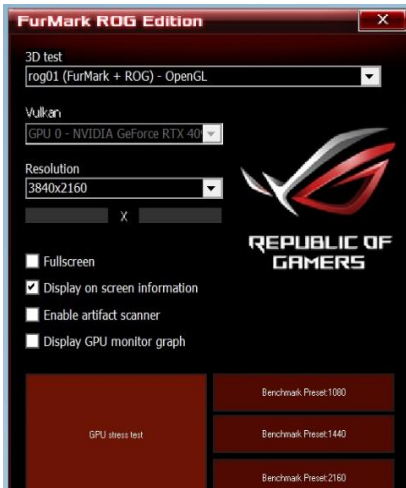 FurMark ROG Edition
3D test
rog01 (FurMark + ROG) - OpenGL
Vulkan
GPU 0 - NVIDIA GeForce RTX 409
Resolution
3840x2160
X
REPUBLIC OF
GAMERS
Fullscreen
Display on screen information
Enable artifact scanner
Display GPU monitor graph
GPU stress test
Benchmark Preset:1080
Benchmark Preset:1440
Benchmark Preset:2160